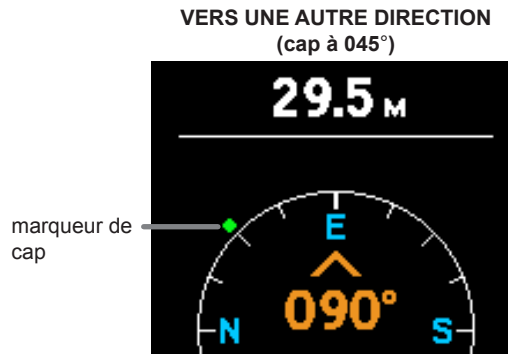 VERS UNE AUTRE DIRECTION
(cap à 045°)
29.5 M
marqueur de
cap
E
090°
N
S